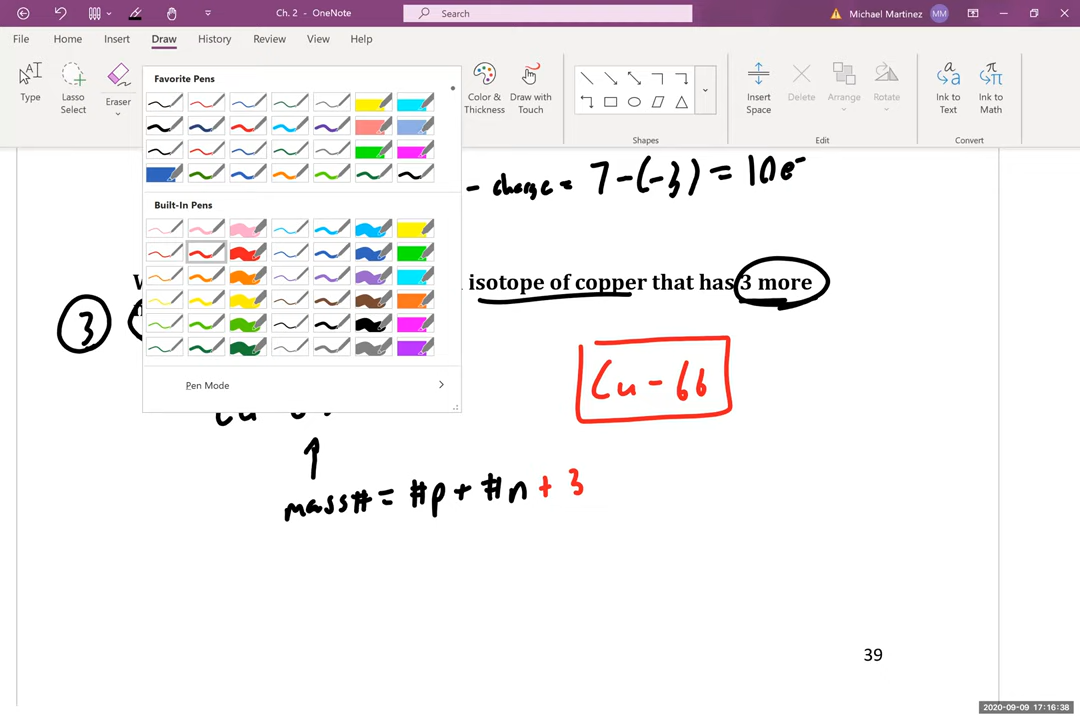 Ch. 2 - OneNote
Search
Michael Martinez
MM
File Home Insert Draw History Review View Help
Type
Lasso Select
Eraser
Color & Thickness
Draw with Touch
Shapes
Insert Space
Delete
Arrange
Rotate
Edit
Ink to Text
Ink to Math
Convert
Favorite Pens
Built-In Pens
Pen Mode
- charge = 7-(-3) = 10e-
isotope of copper that has 3 more
3
Cu - 66
Cu
mass# = #p + #n + 3
39
2020-09-09 17:16:38